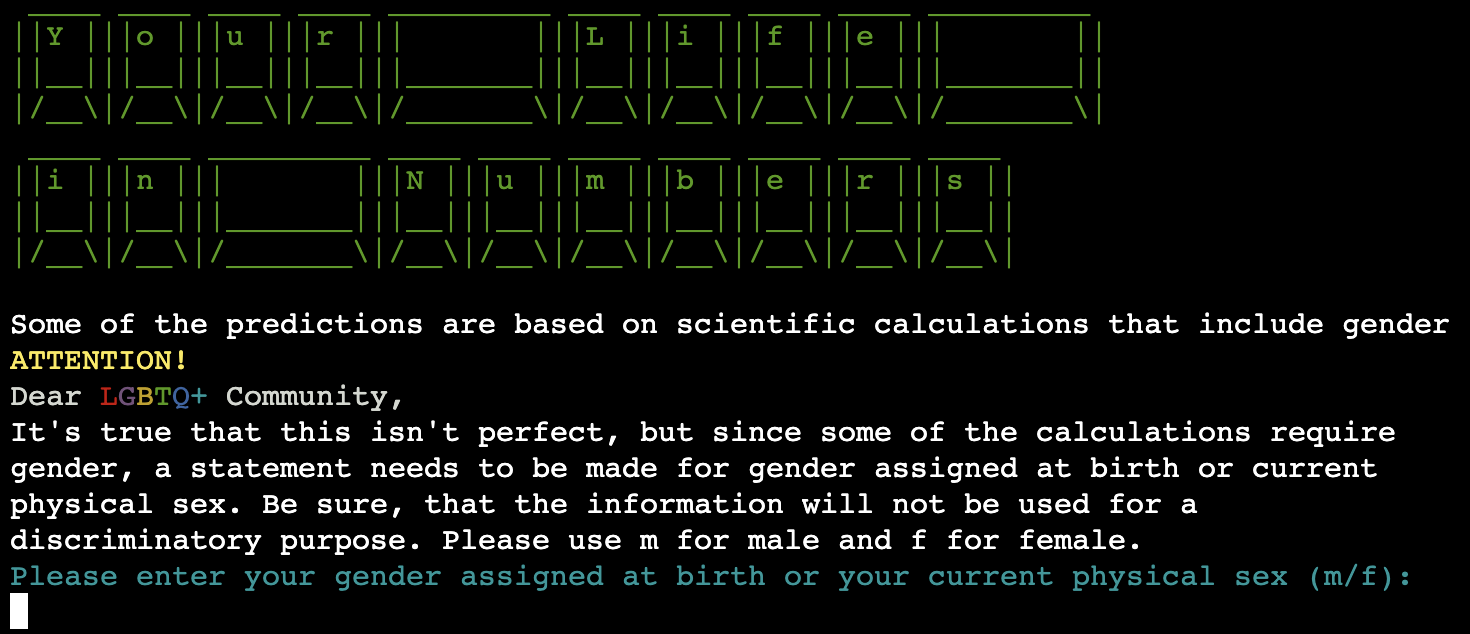 Your Life
in Numbers
Some of the predictions are based on scientific calculations that include gender
ATTENTION!
Dear LGBTQ+ Community,
It's true that this isn't perfect, but since some of the calculations require
gender, a statement needs to be made for gender assigned at birth or current
physical sex. Be sure, that the information will not be used for a
discriminatory purpose. Please use m for male and f for female.
Please enter your gender assigned at birth or your current physical sex (m/f):